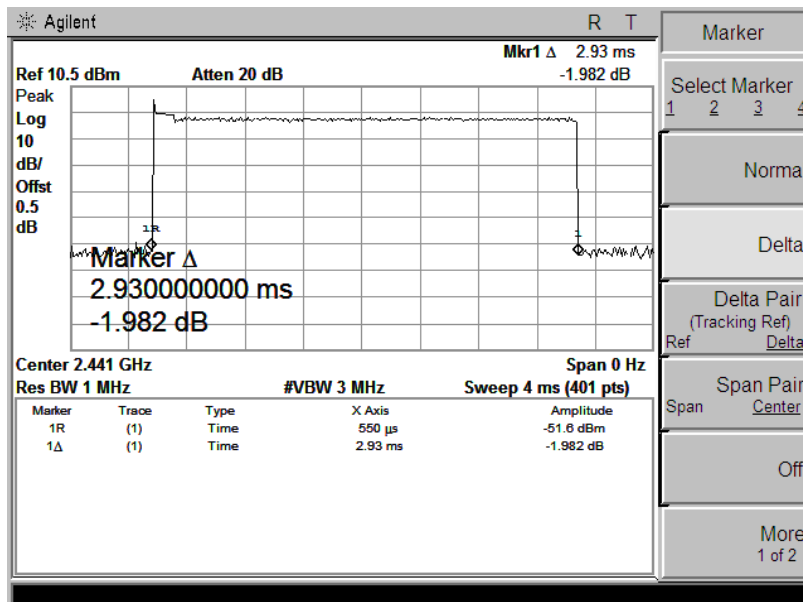 Agilent
R T
Mkr1 Δ 2.93 ms
Ref 10.5 dBm Atten 20 dB -1.982 dB
Peak
Log
10
dB/
Offst
0.5
dB
1R
1
Marker Δ
2.930000000 ms
-1.982 dB
Center 2.441 GHz Span 0 Hz
Res BW 1 MHz #VBW 3 MHz Sweep 4 ms (401 pts)
Marker Trace Type X Axis Amplitude
1R (1) Time 550 µs -51.6 dBm
1Δ (1) Time 2.93 ms -1.982 dB
Marker
Select Marker
1 2 3 4
Norma
Delta
Delta Pair
(Tracking Ref)
Ref Delta
Span Pair
Span Center
Off
More
1 of 2